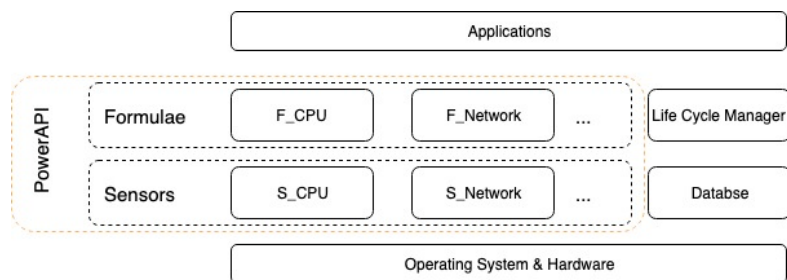 Applications
PowerAPI
Formulae
F_CPU
F_Network
...
Life Cycle Manager
Sensors
S_CPU
S_Network
...
Databse
Operating System & Hardware